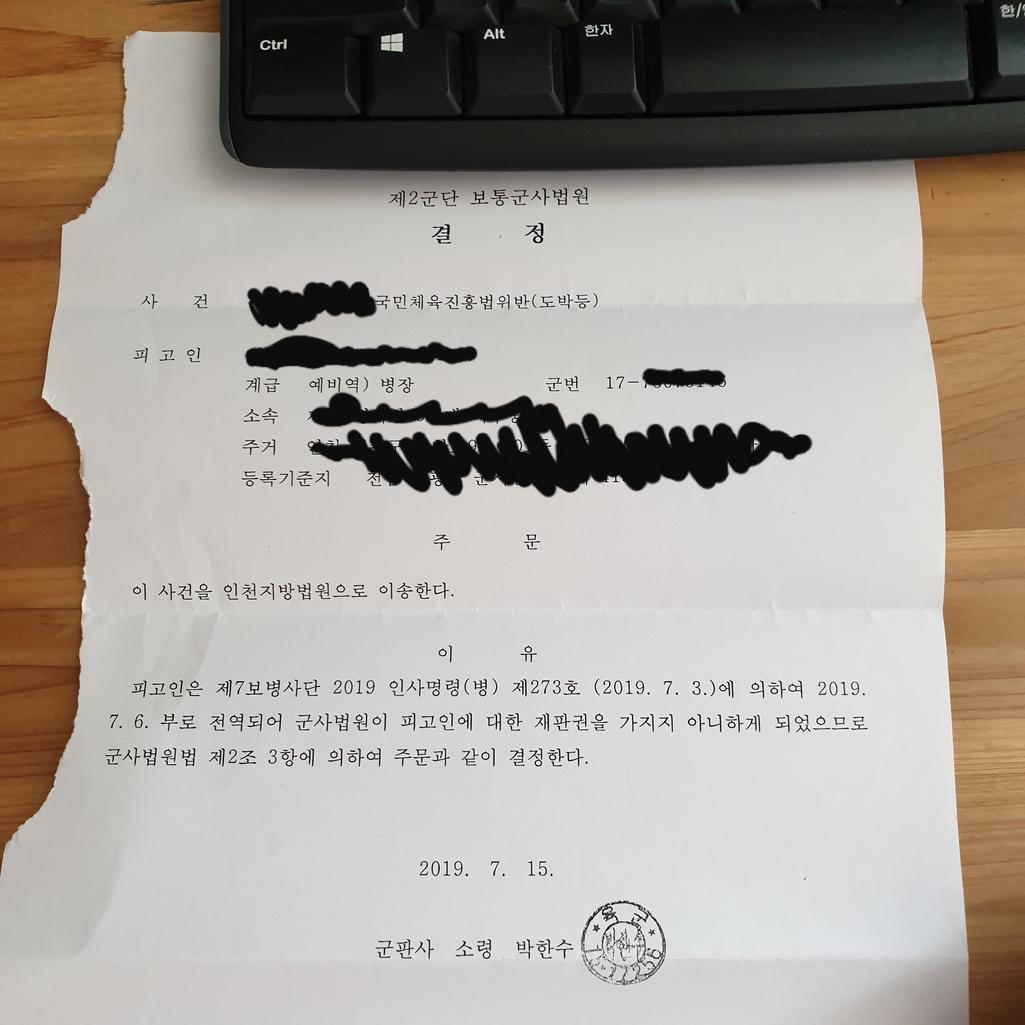 Ctrl
Alt
한자
한/
제2군단 보통군사법원
결 정
사 건 국민체육진흥법위반(도박등)
피 고 인
계급 예비역) 병장 군번 17-
소속
주거
등록기준지
주 문
이 사건을 인천지방법원으로 이송한다.
이 유
피고인은 제7보병사단 2019 인사명령(병) 제273호 (2019. 7. 3.)에 의하여 2019.
7. 6. 부로 전역되어 군사법원이 피고인에 대한 재판권을 가지지 아니하게 되었으므로
군사법원법 제2조 3항에 의하여 주문과 같이 결정한다.
2019. 7. 15.
군판사 소령 박한수
육군